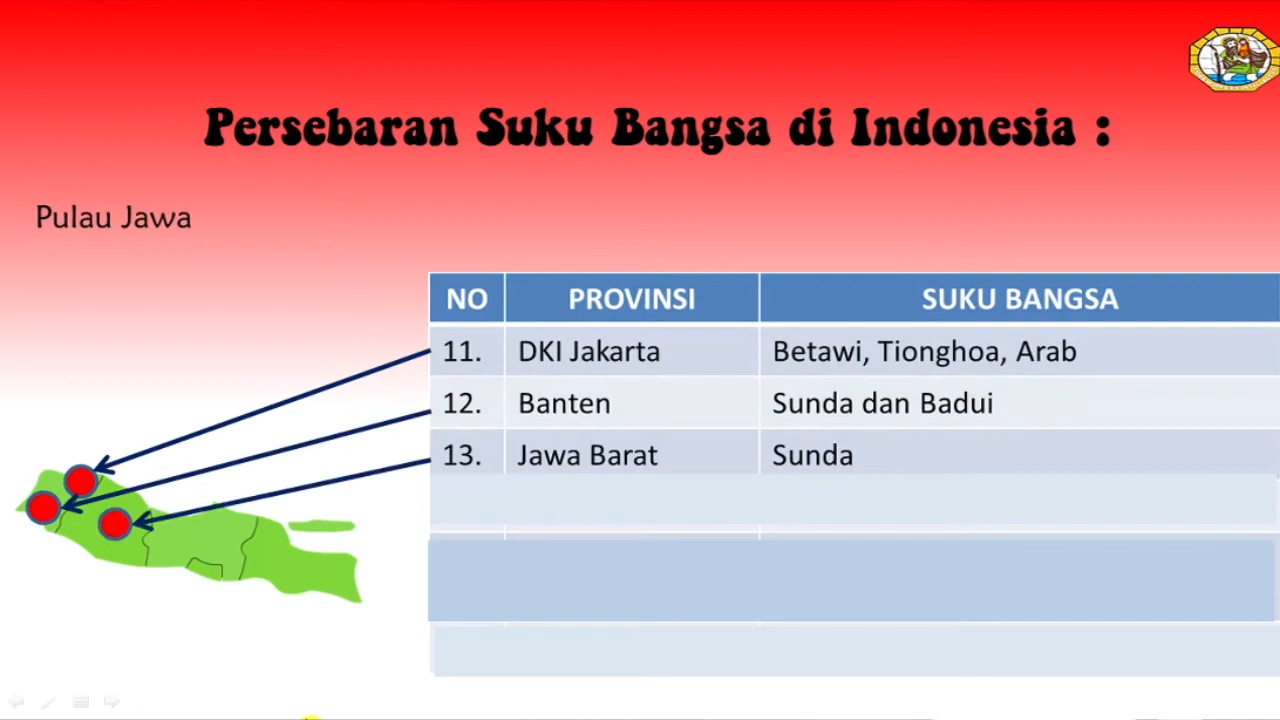 Persebaran Suku Bangsa di Indonesia :
Pulau Jawa
NO PROVINSI SUKU BANGSA
11. DKI Jakarta Betawi, Tionghoa, Arab
12. Banten Sunda dan Badui
13. Jawa Barat Sunda